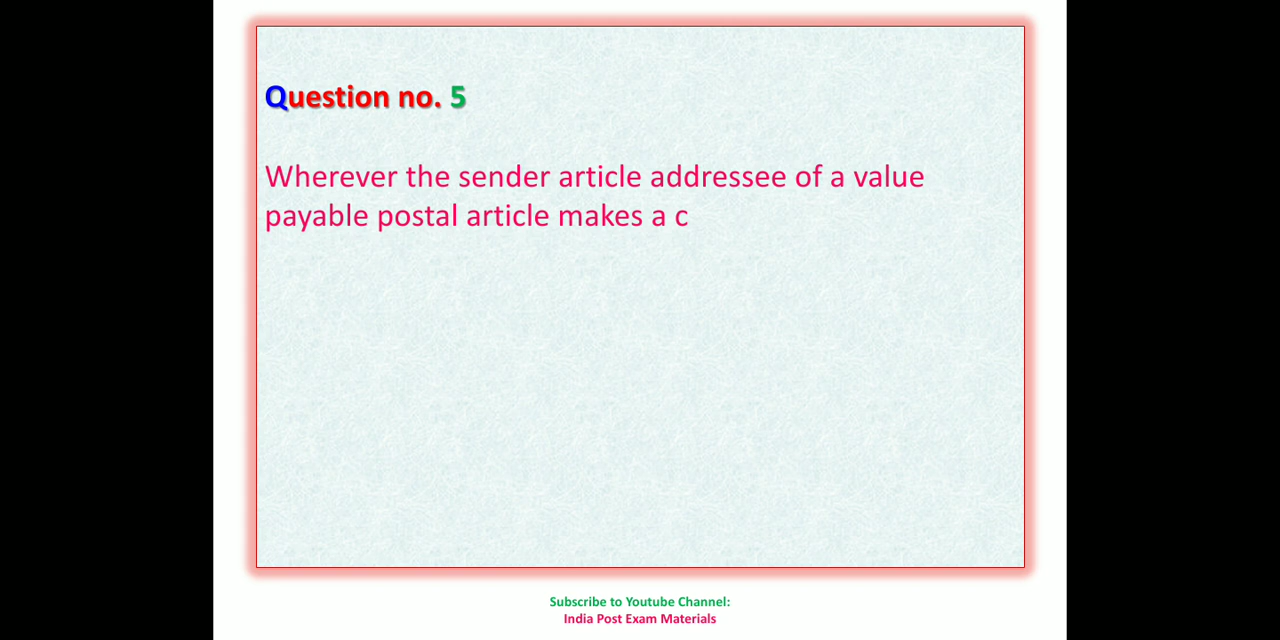 Question no. 5
Wherever the sender article addressee of a value
payable postal article makes a c
Subscribe to Youtube Channel:
India Post Exam Materials